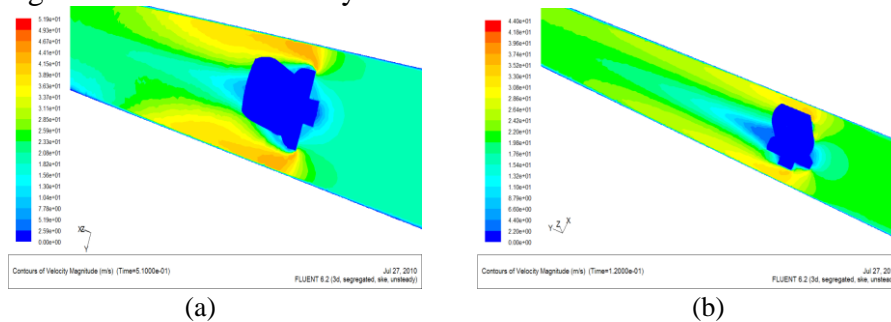 5.19e+01
4.93e+01
4.67e+01
4.41e+01
4.15e+01
3.89e+01
3.63e+01
3.37e+01
3.11e+01
2.85e+01
2.59e+01
2.33e+01
2.08e+01
1.82e+01
1.56e+01
1.30e+01
1.04e+01
7.78e+00
5.19e+00
2.59e+00
0.00e+00
X Z
Y
Contours of Velocity Magnitude (m/s) (Time=5.1000e-01)
Jul 27, 2010
FLUENT 6.2 (3d, segregated, ske, unsteady)
(a)
4.40e+01
4.18e+01
3.96e+01
3.74e+01
3.52e+01
3.30e+01
3.08e+01
2.86e+01
2.64e+01
2.42e+01
2.20e+01
1.98e+01
1.76e+01
1.54e+01
1.32e+01
1.10e+01
8.80e+00
6.60e+00
4.40e+00
2.20e+00
0.00e+00
Y Z X
Contours of Velocity Magnitude (m/s) (Time=1.2000e-01)
Jul 27, 20
FLUENT 6.2 (3d, segregated, ske, unstead
(b)